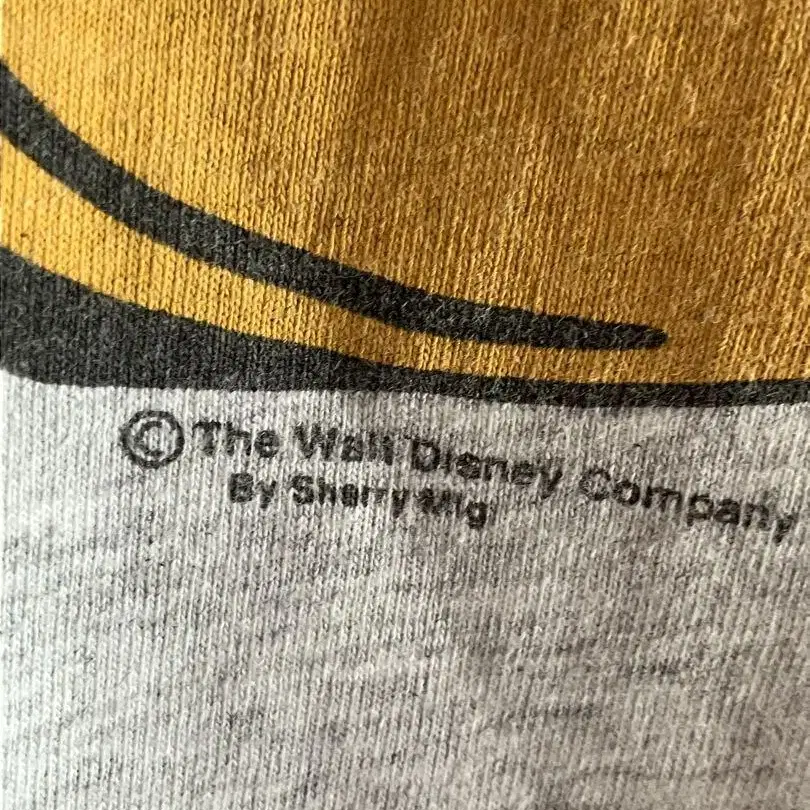 © The Walt Disney Company
By Sherry Mfg